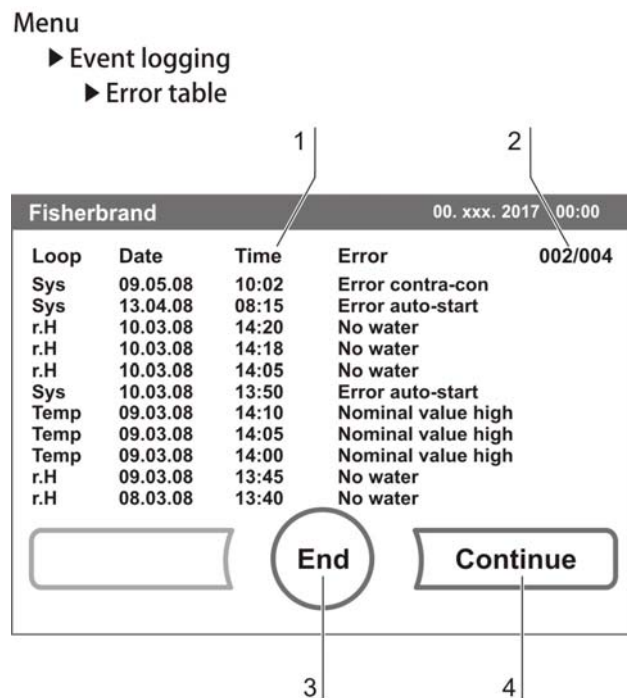 Menu
▶ Event logging
▶ Error table
1 2
Fisherbrand 00. xxx. 2017 00:00
Loop Date Time Error 002/004
Sys 09.05.08 10:02 Error contra-con
Sys 13.04.08 08:15 Error auto-start
r.H 10.03.08 14:20 No water
r.H 10.03.08 14:18 No water
r.H 10.03.08 14:05 No water
Sys 10.03.08 13:50 Error auto-start
Temp 09.03.08 14:10 Nominal value high
Temp 09.03.08 14:05 Nominal value high
Temp 09.03.08 14:00 Nominal value high
r.H 09.03.08 13:45 No water
r.H 08.03.08 13:40 No water
End Continue
3 4